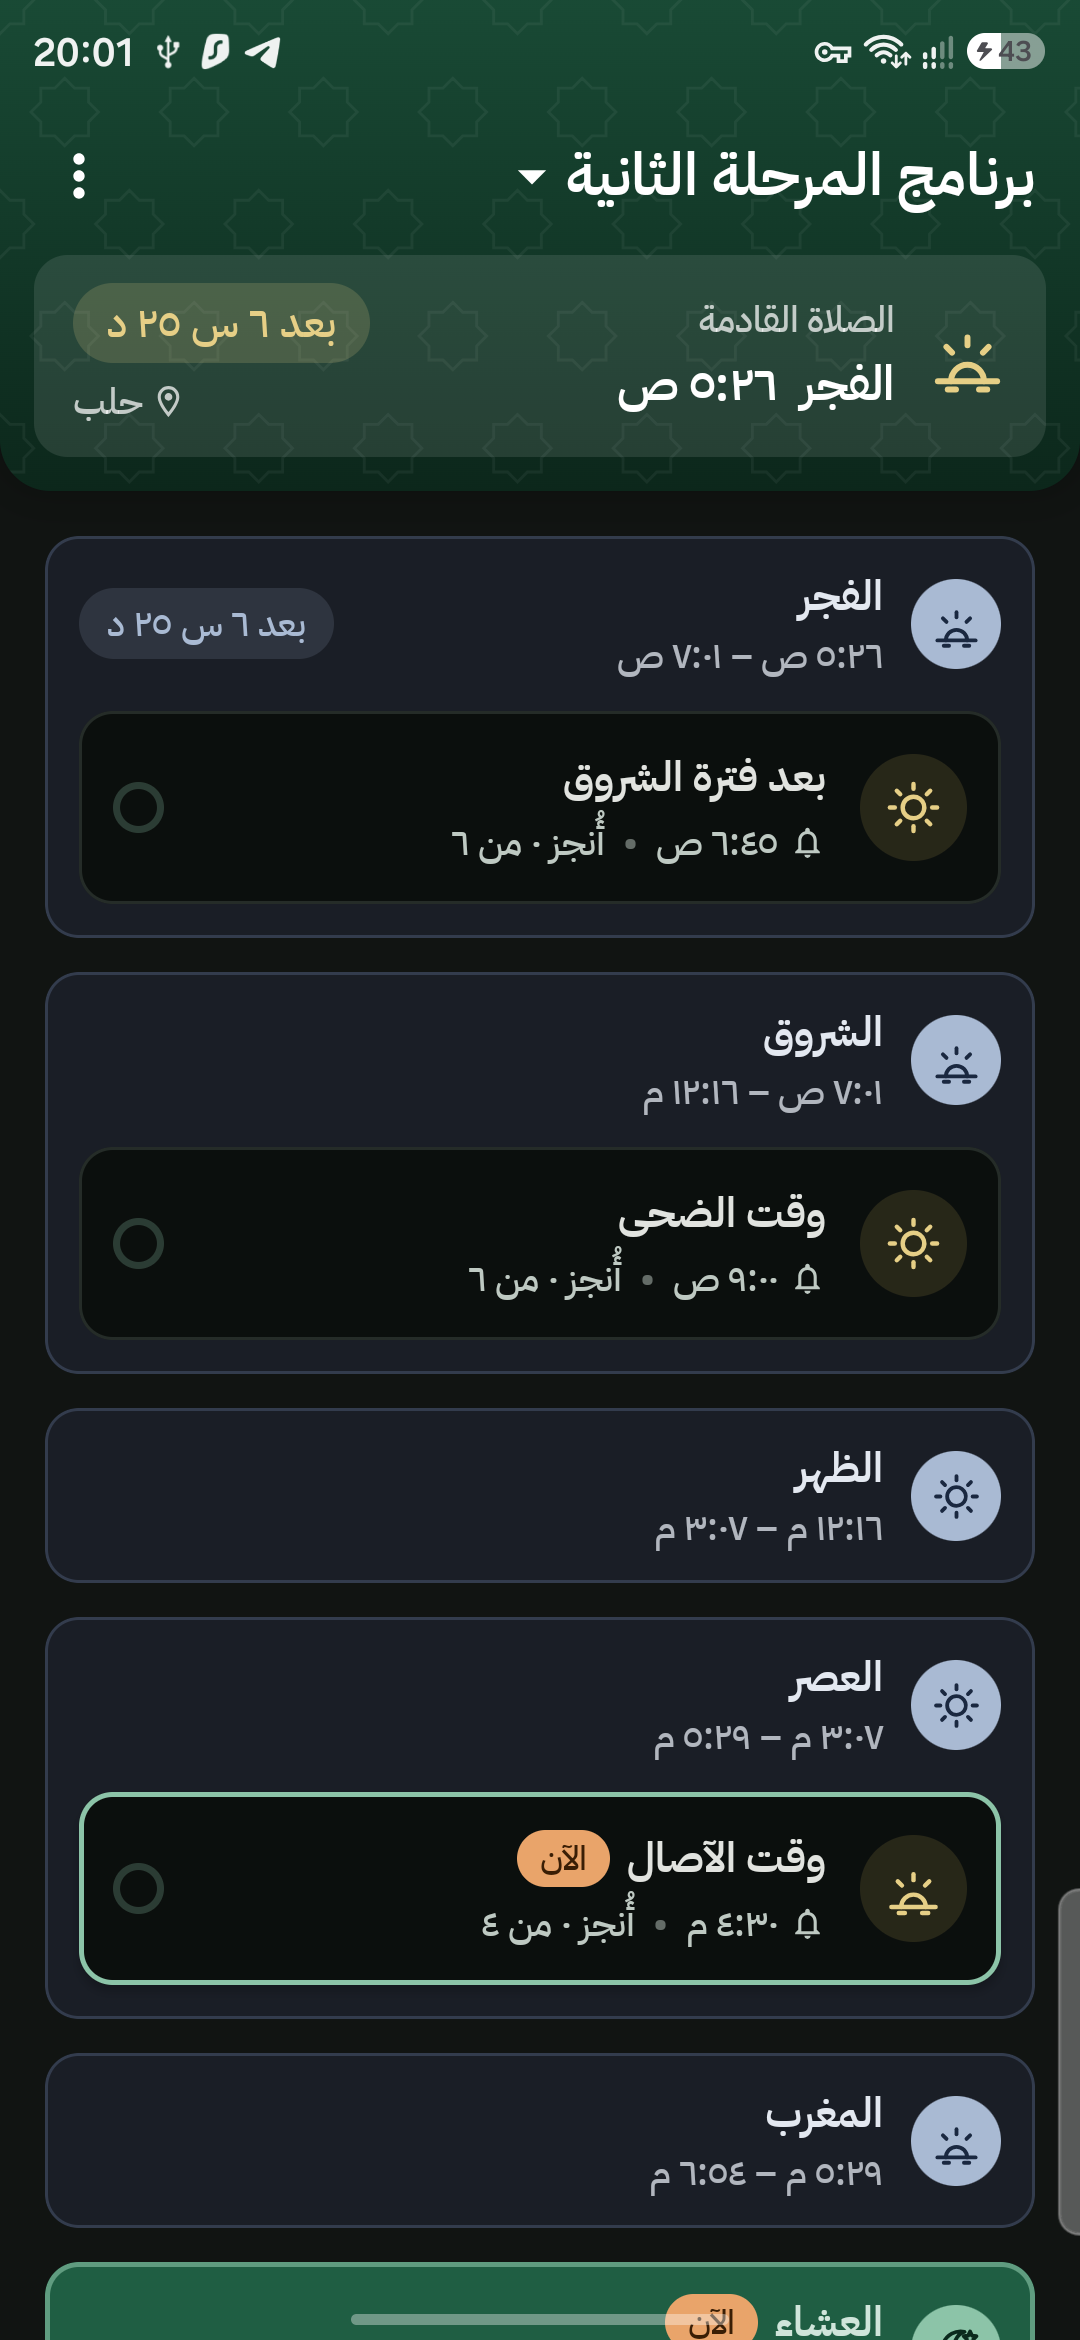 20:01
43
برنامج المرحلة الثانية
الصلاة القادمة
الفجر ٥:٢٦ ص
بعد ٦ س ٢٥ د
حلب
الفجر
٥:٢٦ ص – ٧:٠١ ص
بعد ٦ س ٢٥ د
بعد فترة الشروق
٦:٤٥ ص • أُنجز ٠ من ٦
الشروق
٧:٠١ ص – ١٢:١٦ م
وقت الضحى
٩:٠٠ ص • أُنجز ٠ من ٦
الظهر
١٢:١٦ م – ٣:٠٧ م
العصر
٣:٠٧ م – ٥:٢٩ م
وقت الآصال الآن
٤:٣٠ م • أُنجز ٠ من ٤
المغرب
٥:٢٩ م – ٦:٥٤ م
العشاء الآن